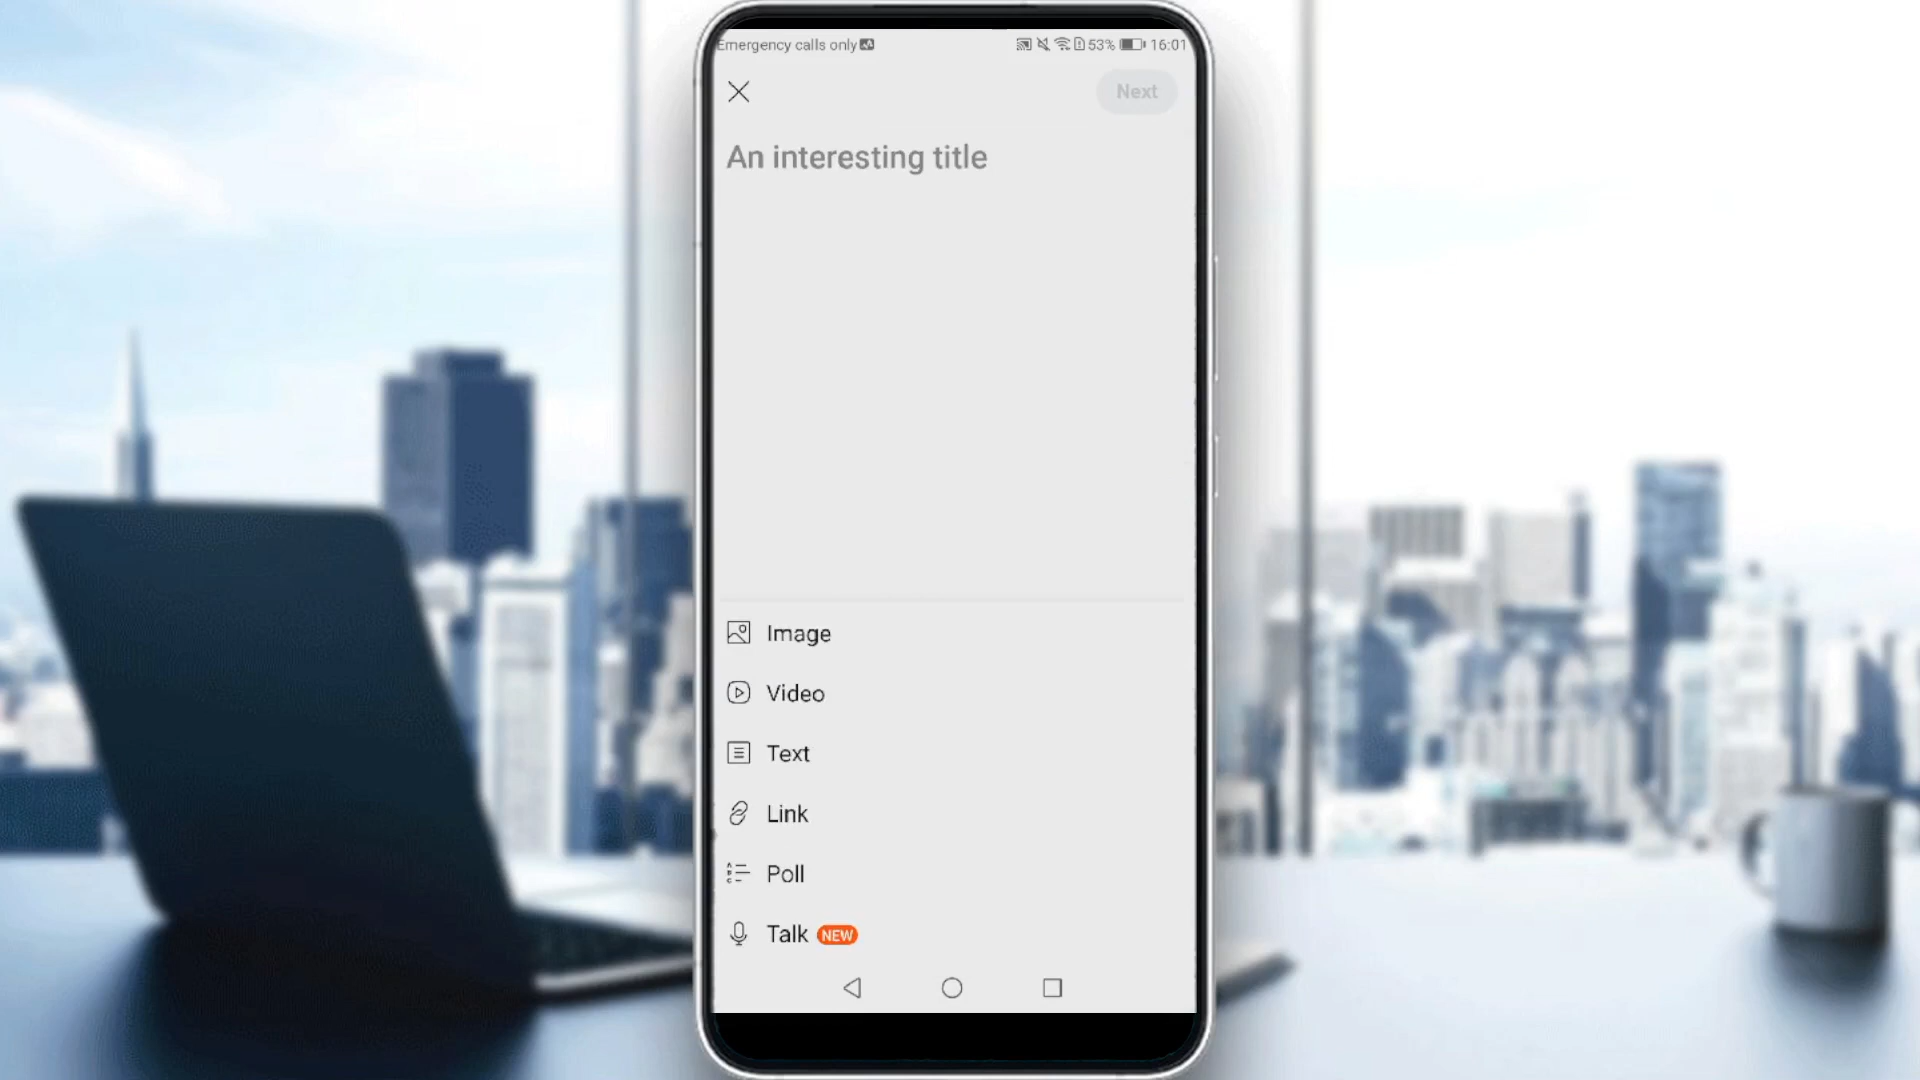 Emergency calls only 53% 16:01
Next
An interesting title
Image
Video
Text
Link
Poll
Talk NEW